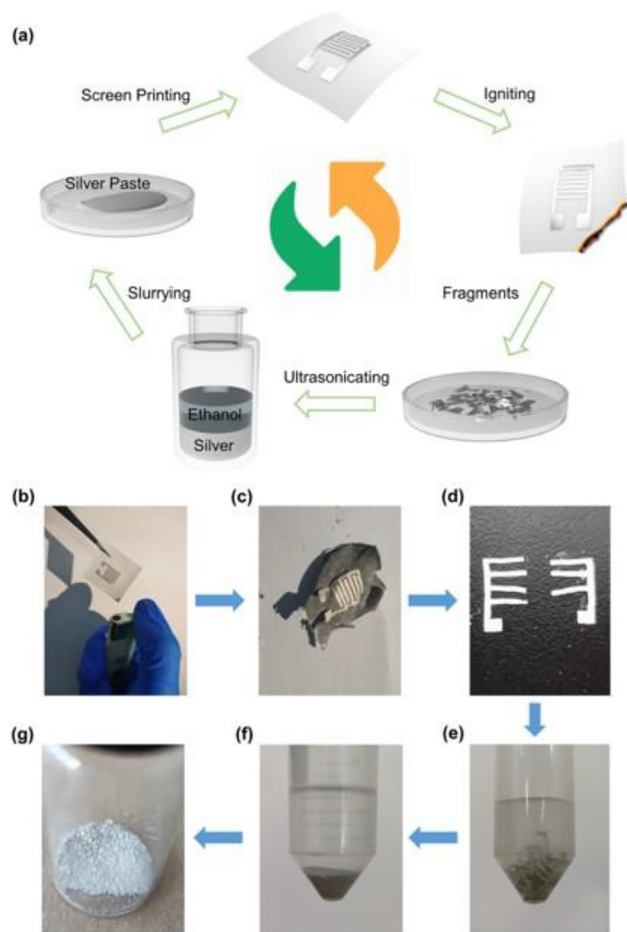 (a)
Screen Printing
Igniting
Silver Paste
Slurrying
Fragments
Ultrasonicating
Ethanol
Silver
(b)
(c)
(d)
(g)
(f)
(e)